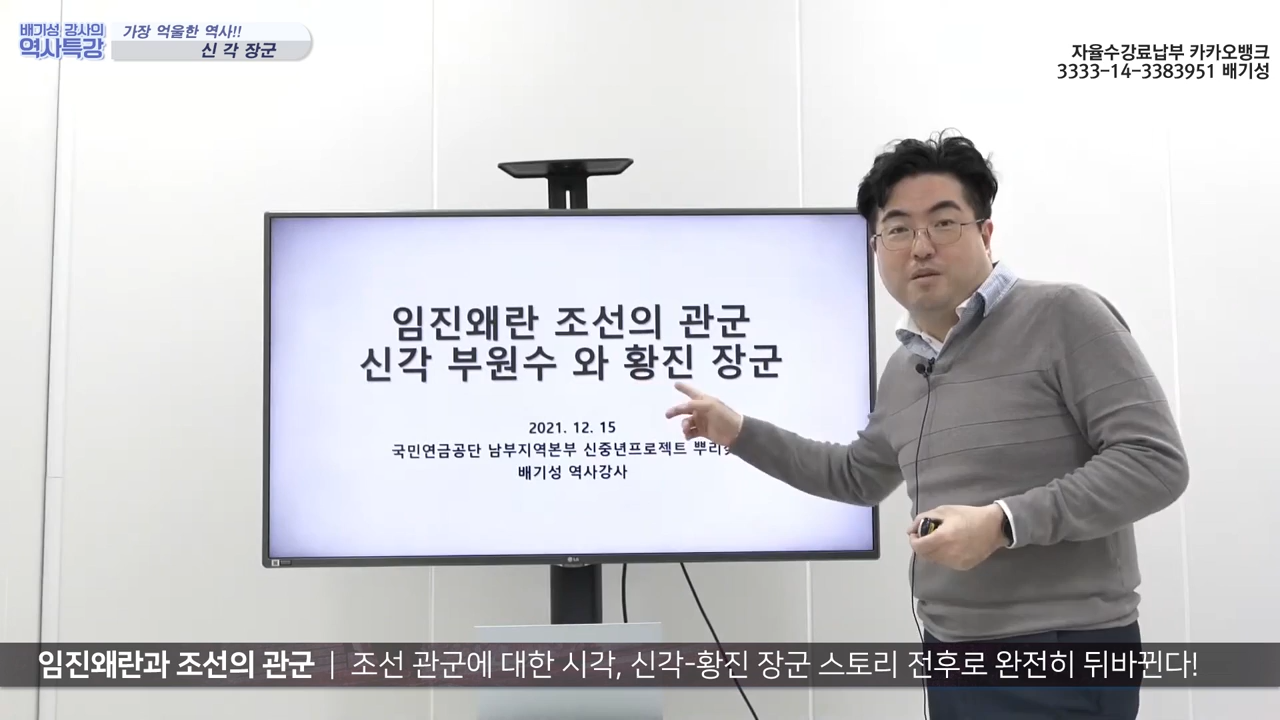 배기성 강사의
역사특강
가장 억울한 역사!!
신 각 장군
자율수강료납부 카카오뱅크
3333-14-3383951 배기성
임진왜란 조선의 관군
신각 부원수 와 황진 장군
2021. 12. 15
국민연금공단 남부지역본부 신중년프로젝트
배기성 역사강사
LG
임진왜란과 조선의 관군 | 조선 관군에 대한 시각, 신각-황진 장군 스토리 전후로 완전히 뒤바뀐다!